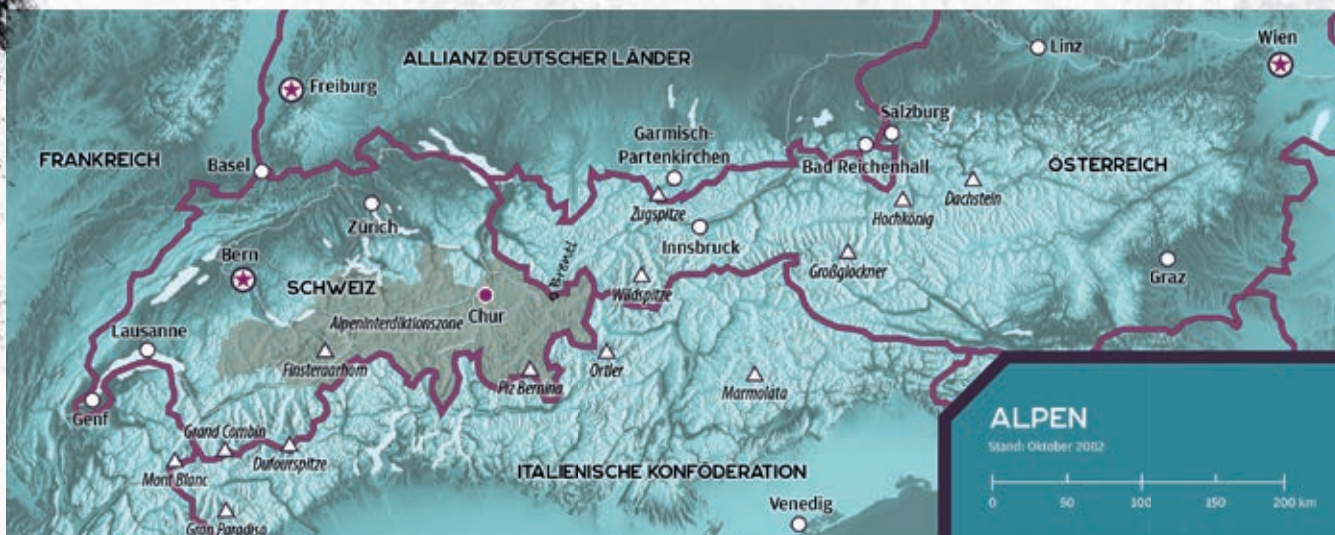 ALLIANZ DEUTSCHER LÄNDER
Linz
Wien
Freiburg
Salzburg
Garmisch-
Partenkirchen
FRANKREICH
Basel
Bad Reichenhall
ÖSTERREICH
Zugspitze
Hochkönig
Dachstein
Zürich
Innsbruck
Bern
Großglockner
Graz
SCHWEIZ
Brenti
Wildspitze
Chur
Alpeninterdiktionszone
Lausanne
Finsteraarhorn
Piz Bernina
Ortler
Marmolata
Genf
Grand Combin
Dufourspitze
Mont Blanc
ITALIENISCHE KONFÖDERATION
Gran Paradiso
Venedig
ALPEN
Stand: Oktober 2082
0 50 100 150 200 km